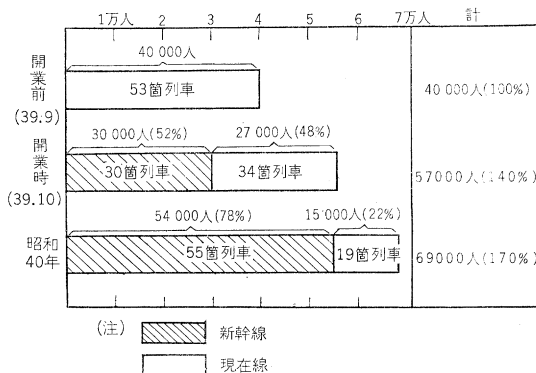 1万人 2 3 4 5 6 7万人 計
開業前
(39.9)
40 000人
53箇列車
40 000人(100%)
開業時
(39.10)
30 000人(52%) 27 000人(48%)
30箇列車 34箇列車
57000人(140%)
昭和
40年
54 000人(78%) 15 000人(22%)
55箇列車 19箇列車
69000人(170%)
(注) 新幹線
現在線